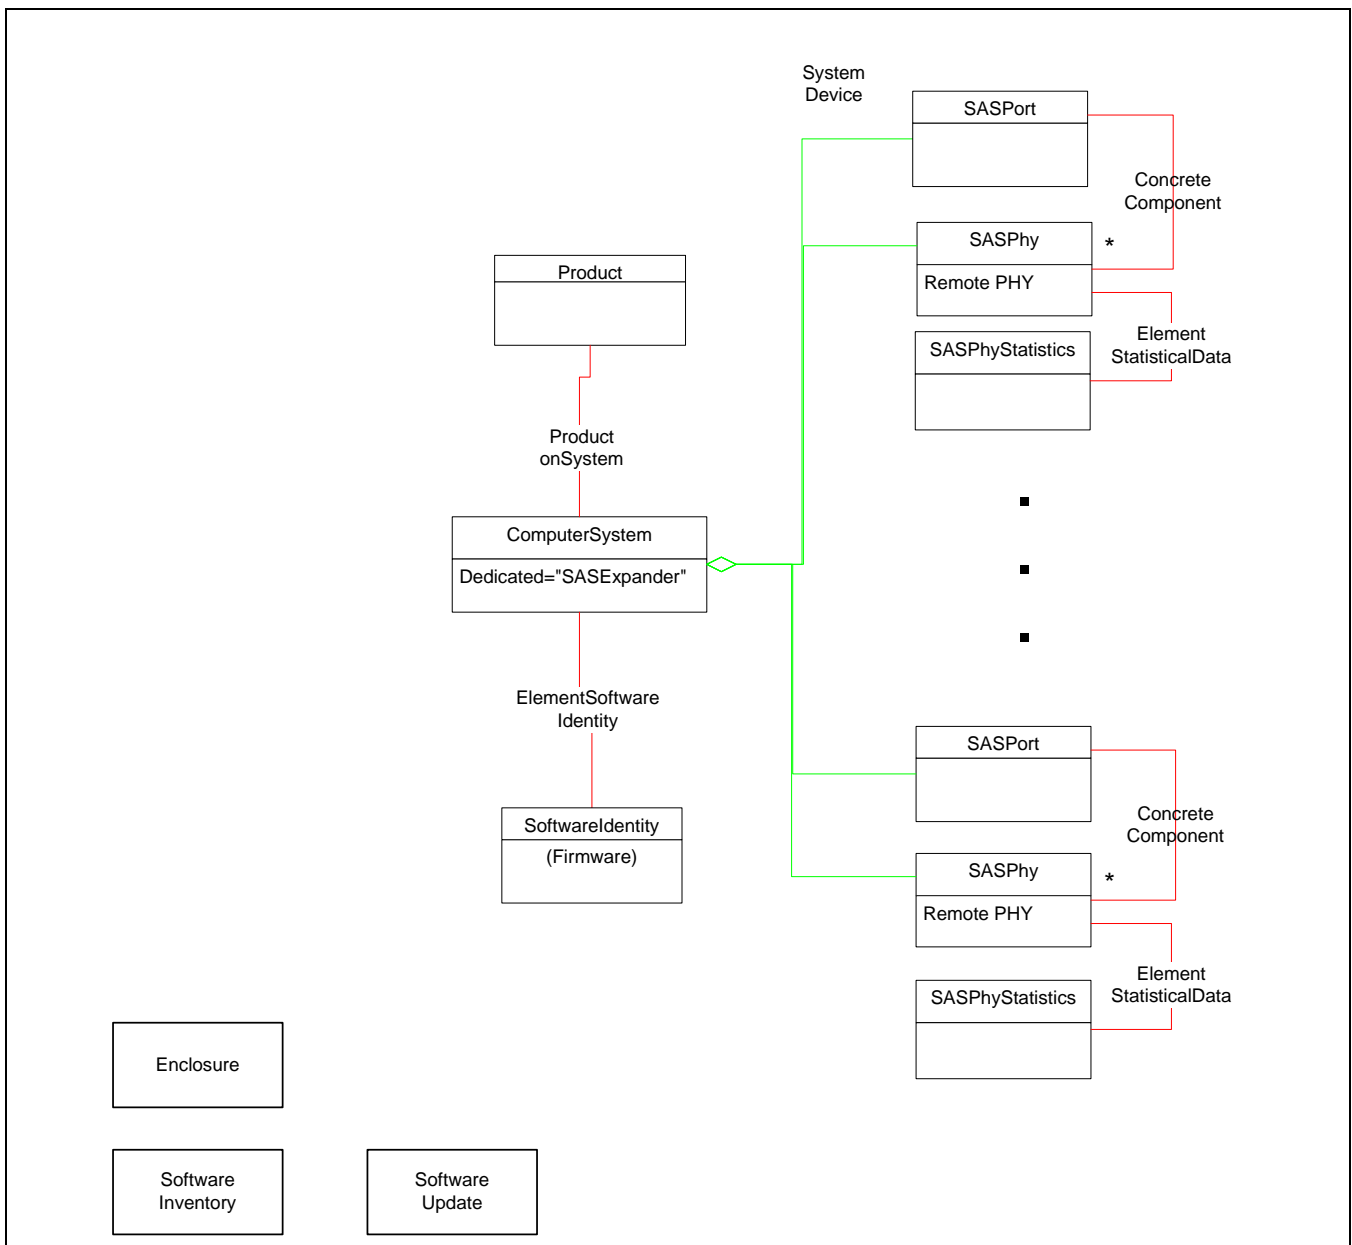 System
Device
SASPort
Concrete
Component
SASPhy
*
Remote PHY
Product
Element
StatisticalData
SASPhyStatistics
Product
onSystem
ComputerSystem
Dedicated="SASExpander"
ElementSoftware
Identity
SASPort
Concrete
Component
SoftwareIdentity
(Firmware)
SASPhy
*
Remote PHY
Element
StatisticalData
SASPhyStatistics
Enclosure
Software
Inventory
Software
Update